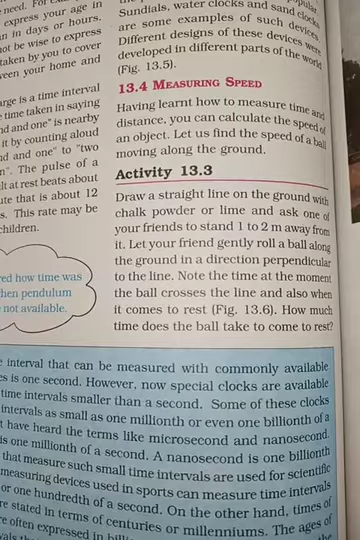 need. For
express your age in
n in days or hours,
not be wise to express
taken by you to cover
ween your home and
arge is a time interval
time taken in saying
nd and one" is nearby
it by counting aloud
nd and one" to "two
n". The pulse of a
lt at rest beats about
ute that is about 12
s. This rate may be
children.
red how time was
hen pendulum
not available.
popular
Sundials, water clocks and sand clocks
are some examples of such devices.
Different designs of these devices were
developed in different parts of the world
(Fig. 13.5).
13.4 MEASURING SPEED
Having learnt how to measure time and
distance, you can calculate the speed of
an object. Let us find the speed of a ball
moving along the ground.
Activity 13.3
Draw a straight line on the ground with
chalk powder or lime and ask one of
your friends to stand 1 to 2 m away from
it. Let your friend gently roll a ball along
the ground in a direction perpendicular
to the line. Note the time at the moment
the ball crosses the line and also when
it comes to rest (Fig. 13.6). How much
time does the ball take to come to rest?
e interval that can be measured with commonly available
es is one second. However, now special clocks are available
time intervals smaller than a second. Some of these clocks
intervals as small as one millionth or even one billionth of a
t have heard the terms like microsecond and nanosecond.
is one millionth of a second. A nanosecond is one billionth
that measure such small time intervals are used for scientific
measuring devices used in sports can measure time intervals
or one hundredth of a second. On the other hand, times of
re stated in terms of centuries or millenniums. The ages of
re often expressed in
the